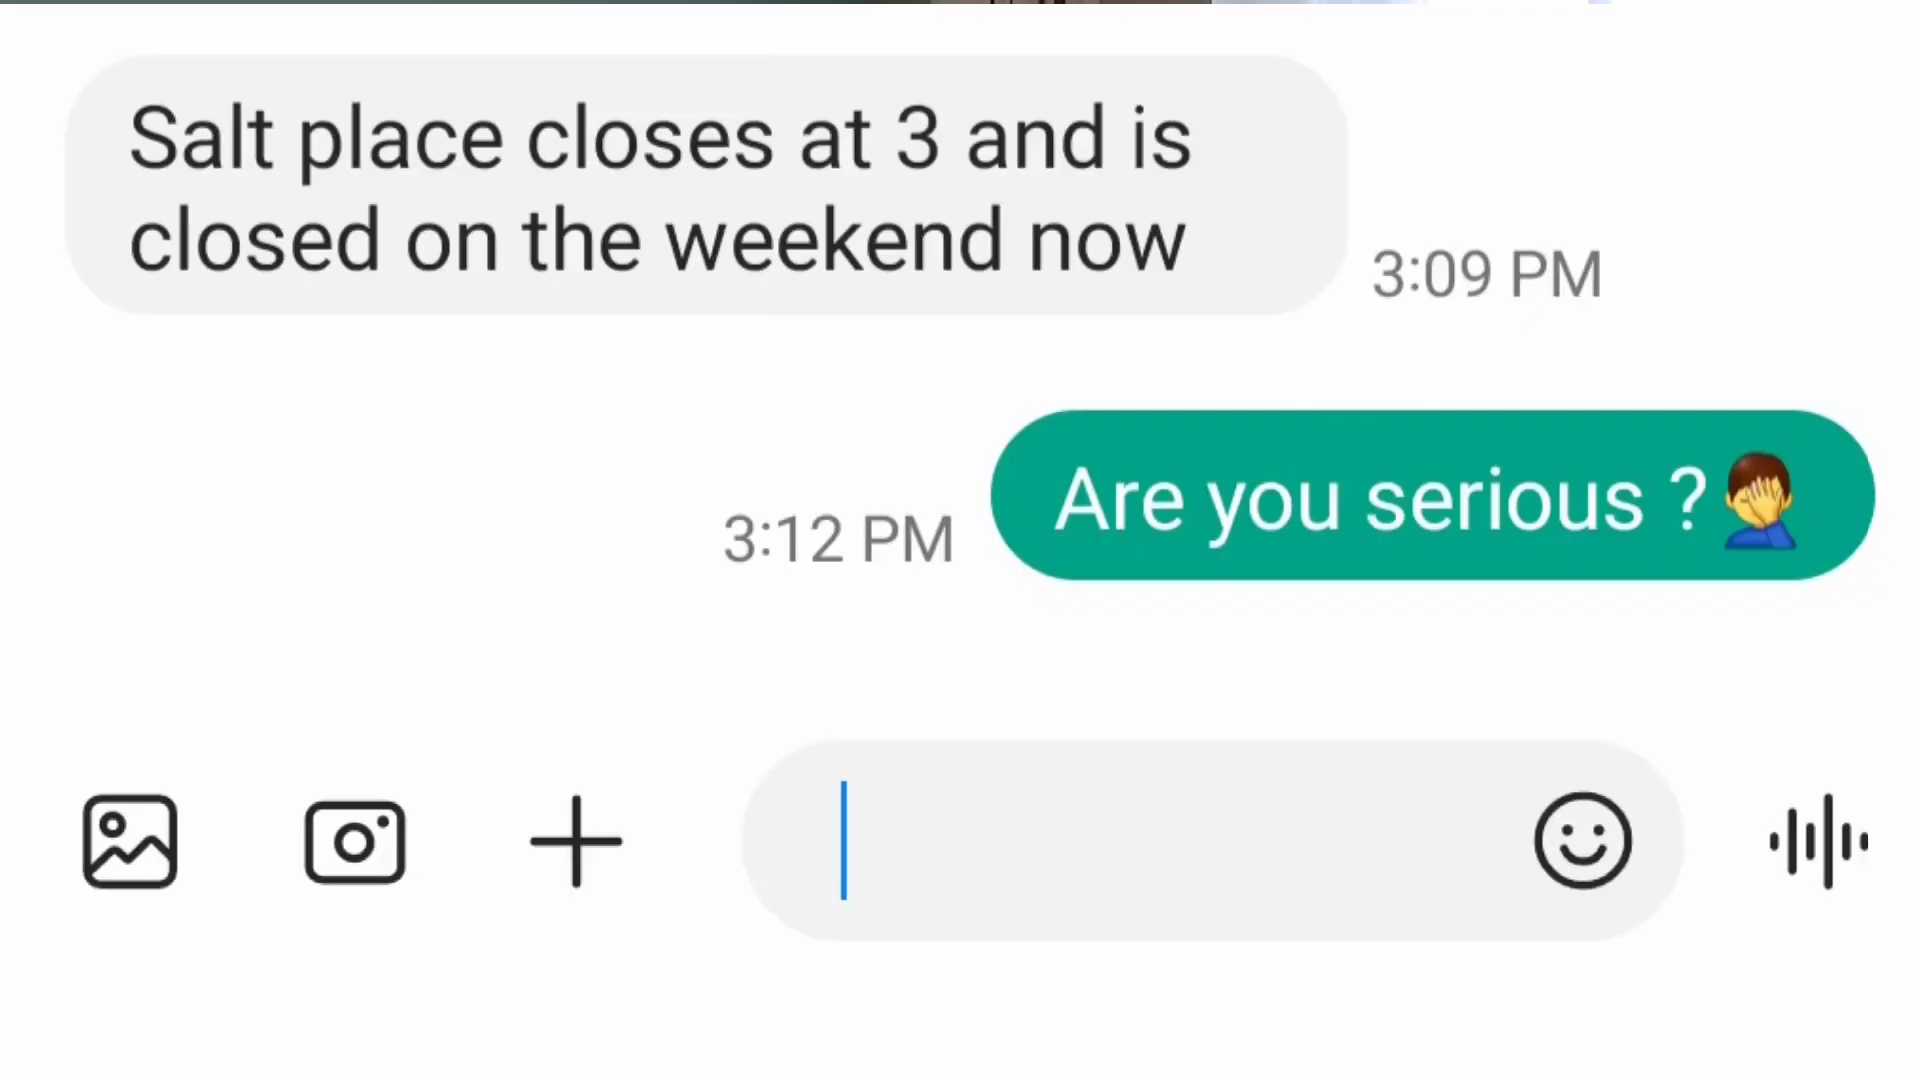 Salt place closes at 3 and is
closed on the weekend now
3:09 PM
Are you serious ?🤦‍♂️
3:12 PM